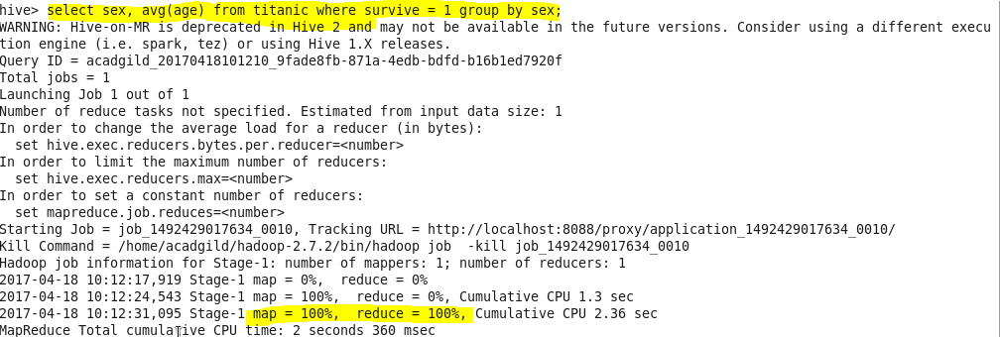 hive> select sex, avg(age) from titanic where survive = 1 group by sex;
WARNING: Hive-on-MR is deprecated in Hive 2 and may not be available in the future versions. Consider using a different execu
tion engine (i.e. spark, tez) or using Hive 1.X releases.
Query ID = acadgild_20170418101210_9fade8fb-871a-4edb-bdfd-b16b1ed7920f
Total jobs = 1
Launching Job 1 out of 1
Number of reduce tasks not specified. Estimated from input data size: 1
In order to change the average load for a reducer (in bytes):
  set hive.exec.reducers.bytes.per.reducer=<number>
In order to limit the maximum number of reducers:
  set hive.exec.reducers.max=<number>
In order to set a constant number of reducers:
  set mapreduce.job.reduces=<number>
Starting Job = job_1492429017634_0010, Tracking URL = http://localhost:8088/proxy/application_1492429017634_0010/
Kill Command = /home/acadgild/hadoop-2.7.2/bin/hadoop job  -kill job_1492429017634_0010
Hadoop job information for Stage-1: number of mappers: 1; number of reducers: 1
2017-04-18 10:12:17,919 Stage-1 map = 0%,  reduce = 0%
2017-04-18 10:12:24,543 Stage-1 map = 100%,  reduce = 0%, Cumulative CPU 1.3 sec
2017-04-18 10:12:31,095 Stage-1 map = 100%,  reduce = 100%, Cumulative CPU 2.36 sec
MapReduce Total cumulative CPU time: 2 seconds 360 msec